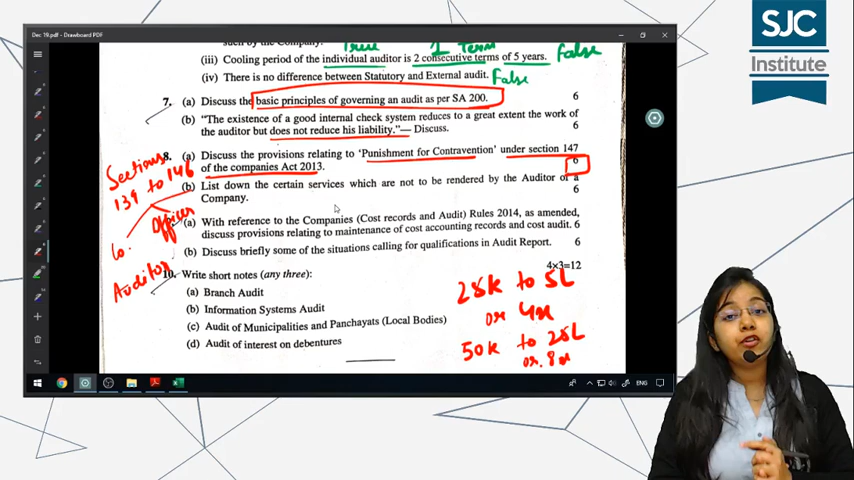 Dec 19 - Drawboard PDF
SJC
Institute
such by the Company.
True
1 Term
(iii) Cooling period of the individual auditor is 2 consecutive terms of 5 years.
False
(iv) There is no difference between Statutory and External audit.
False
7. (a) Discuss the basic principles of governing an audit as per SA 200. 6
(b) "The existence of a good internal check system reduces to a great extent the work of
the auditor but does not reduce his liability."— Discuss. 6
8. (a) Discuss the provisions relating to 'Punishment for Contravention' under section 147
of the companies Act 2013. 6
Sections
139 to 146
(b) List down the certain services which are not to be rendered by the Auditor of a
Company. 6
Officer
Co.
Auditor
(a) With reference to the Companies (Cost records and Audit) Rules 2014, as amended,
discuss provisions relating to maintenance of cost accounting records and cost audit. 6
(b) Discuss briefly some of the situations calling for qualifications in Audit Report. 6
10. Write short notes (any three): 4×3=12
(a) Branch Audit
(b) Information Systems Audit
(c) Audit of Municipalities and Panchayats (Local Bodies)
(d) Audit of interest on debentures
25k to 5L
or 4x
50k to 25L
or 8x
ENG